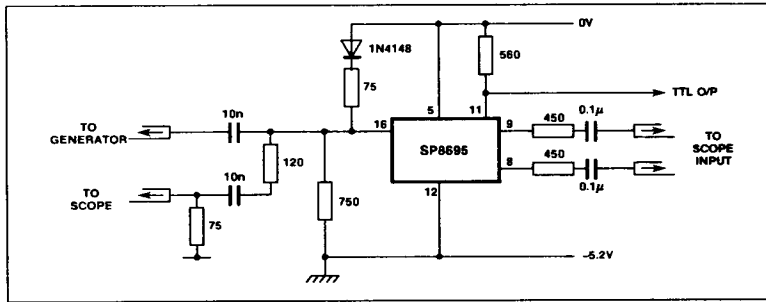 0V
1N4148
560
75
TTL O/P
10n
5
11
0.1µ
TO
GENERATOR
16
9
450
SP8695
TO
SCOPE
INPUT
120
8
450
10n
0.1µ
TO
SCOPE
12
750
75
–5.2V